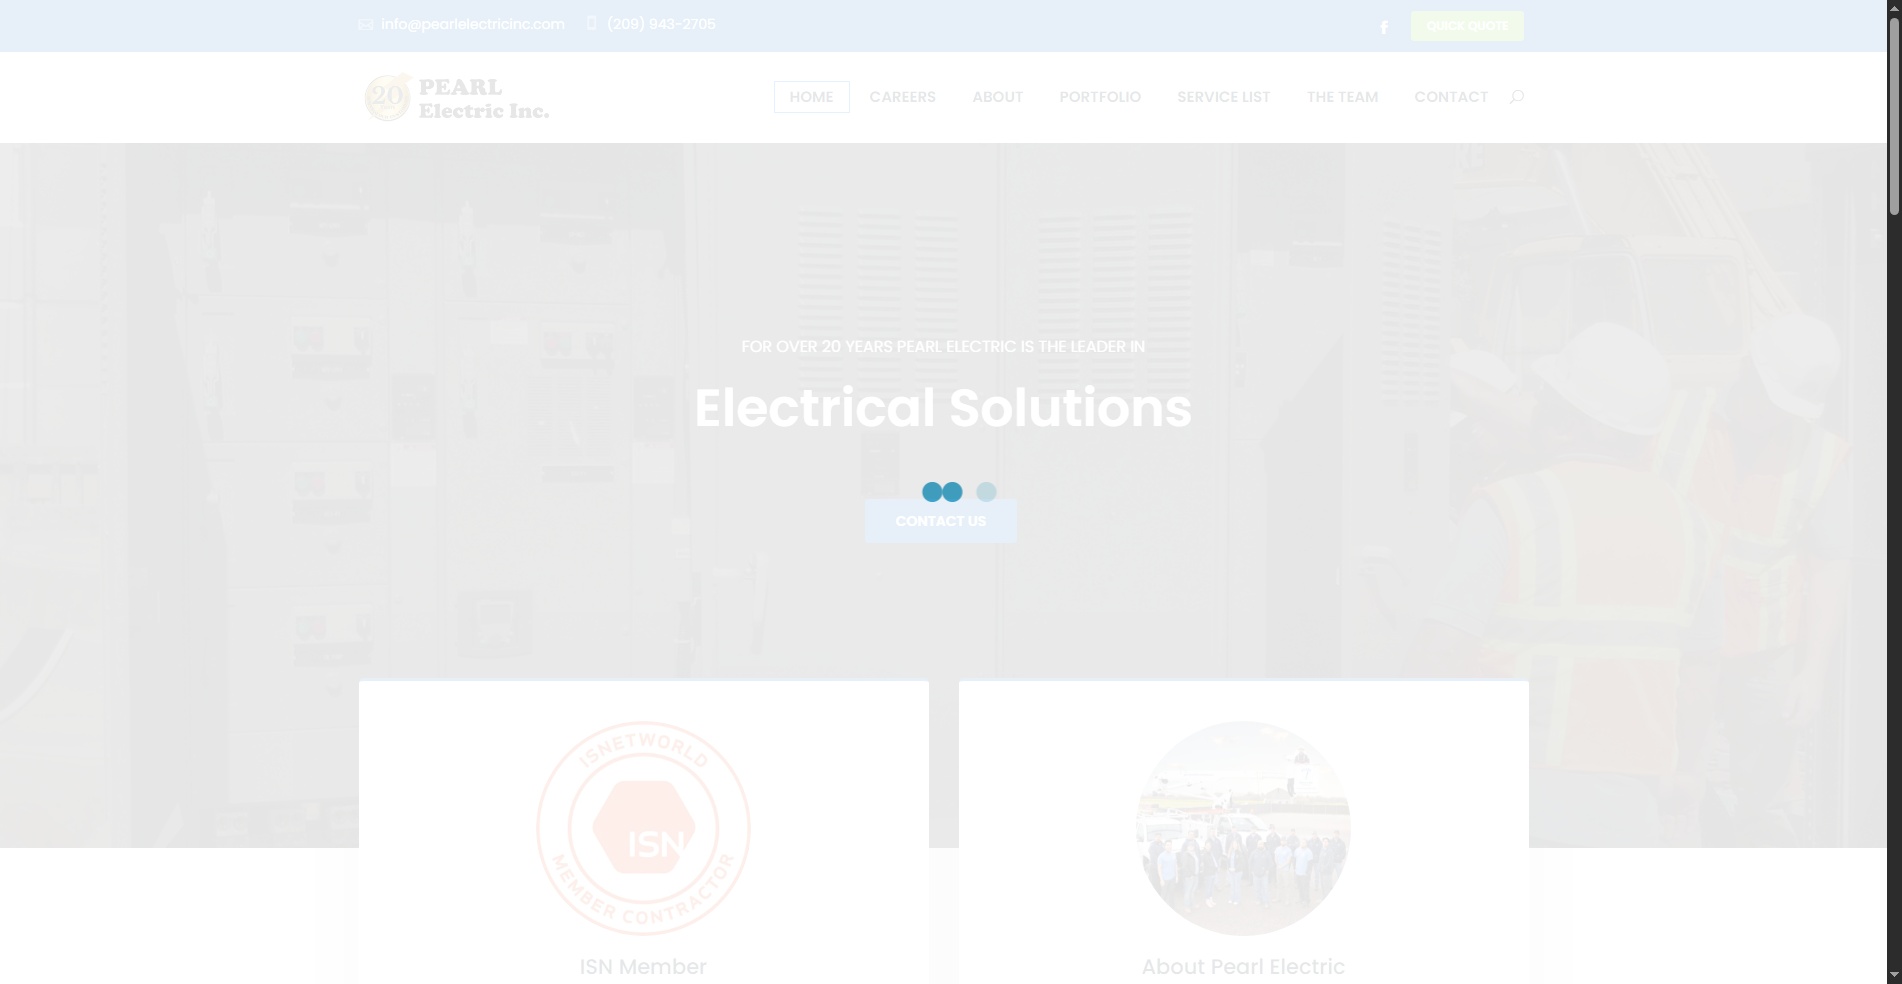 info@pearlelectricinc.com
(209) 943-2705
QUICK QUOTE
20
PEARL
Electric Inc.
HOME
CAREERS
ABOUT
PORTFOLIO
SERVICE LIST
THE TEAM
CONTACT
FOR OVER 20 YEARS PEARL ELECTRIC IS THE LEADER IN
Electrical Solutions
CONTACT US
ISNETWORLD
ISN
MEMBER CONTRACTOR
ISN Member
About Pearl Electric